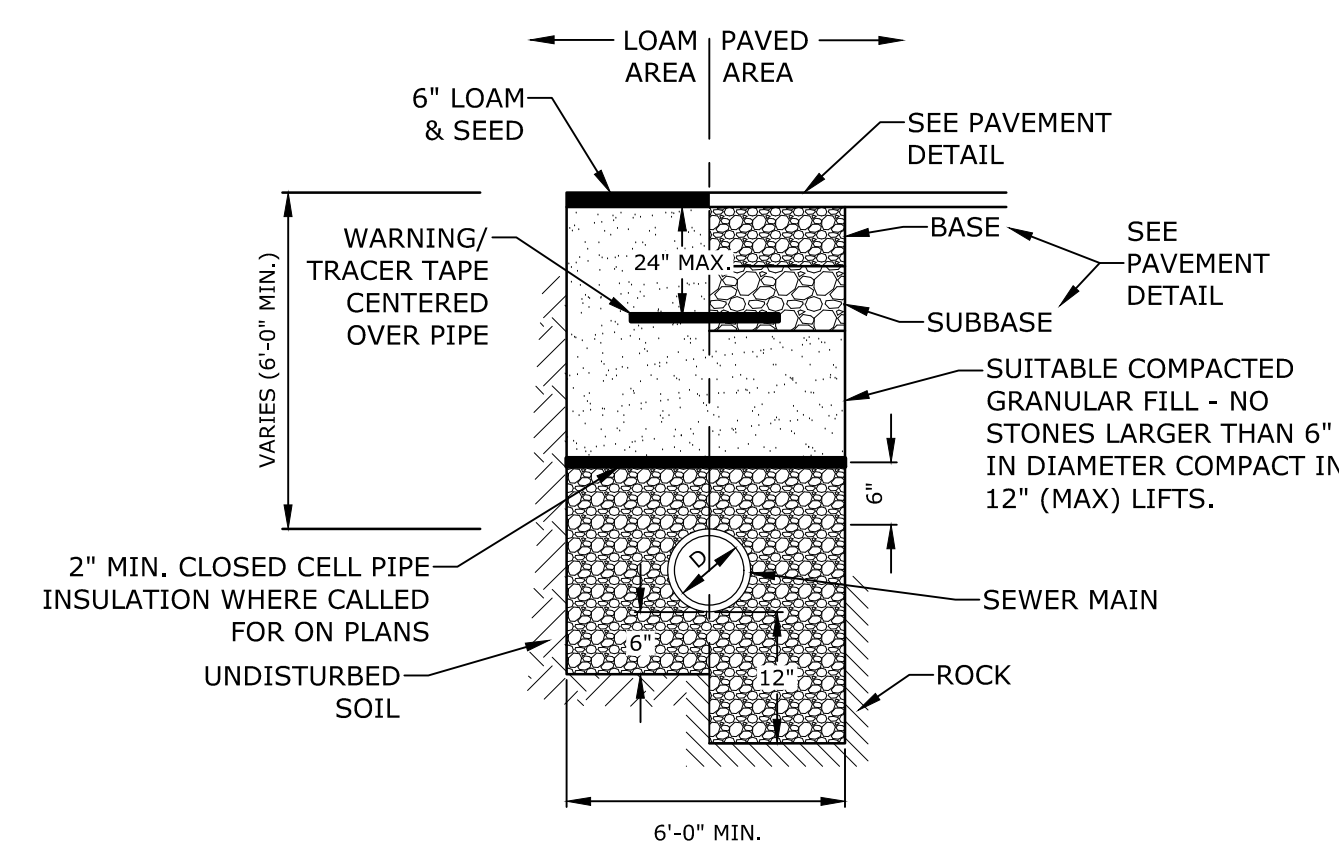 LOAM
AREA
PAVED
AREA
6" LOAM
& SEED
SEE PAVEMENT
DETAIL
WARNING/
TRACER TAPE
CENTERED
OVER PIPE
24" MAX.
BASE
SEE
PAVEMENT
DETAIL
SUBBASE
VARIES (6'-0" MIN.)
SUITABLE COMPACTED
GRANULAR FILL - NO
STONES LARGER THAN 6"
IN DIAMETER COMPACT IN
12" (MAX) LIFTS.
6"
2" MIN. CLOSED CELL PIPE
INSULATION WHERE CALLED
FOR ON PLANS
D
SEWER MAIN
6"
12"
UNDISTURBED
SOIL
ROCK
6'-0" MIN.